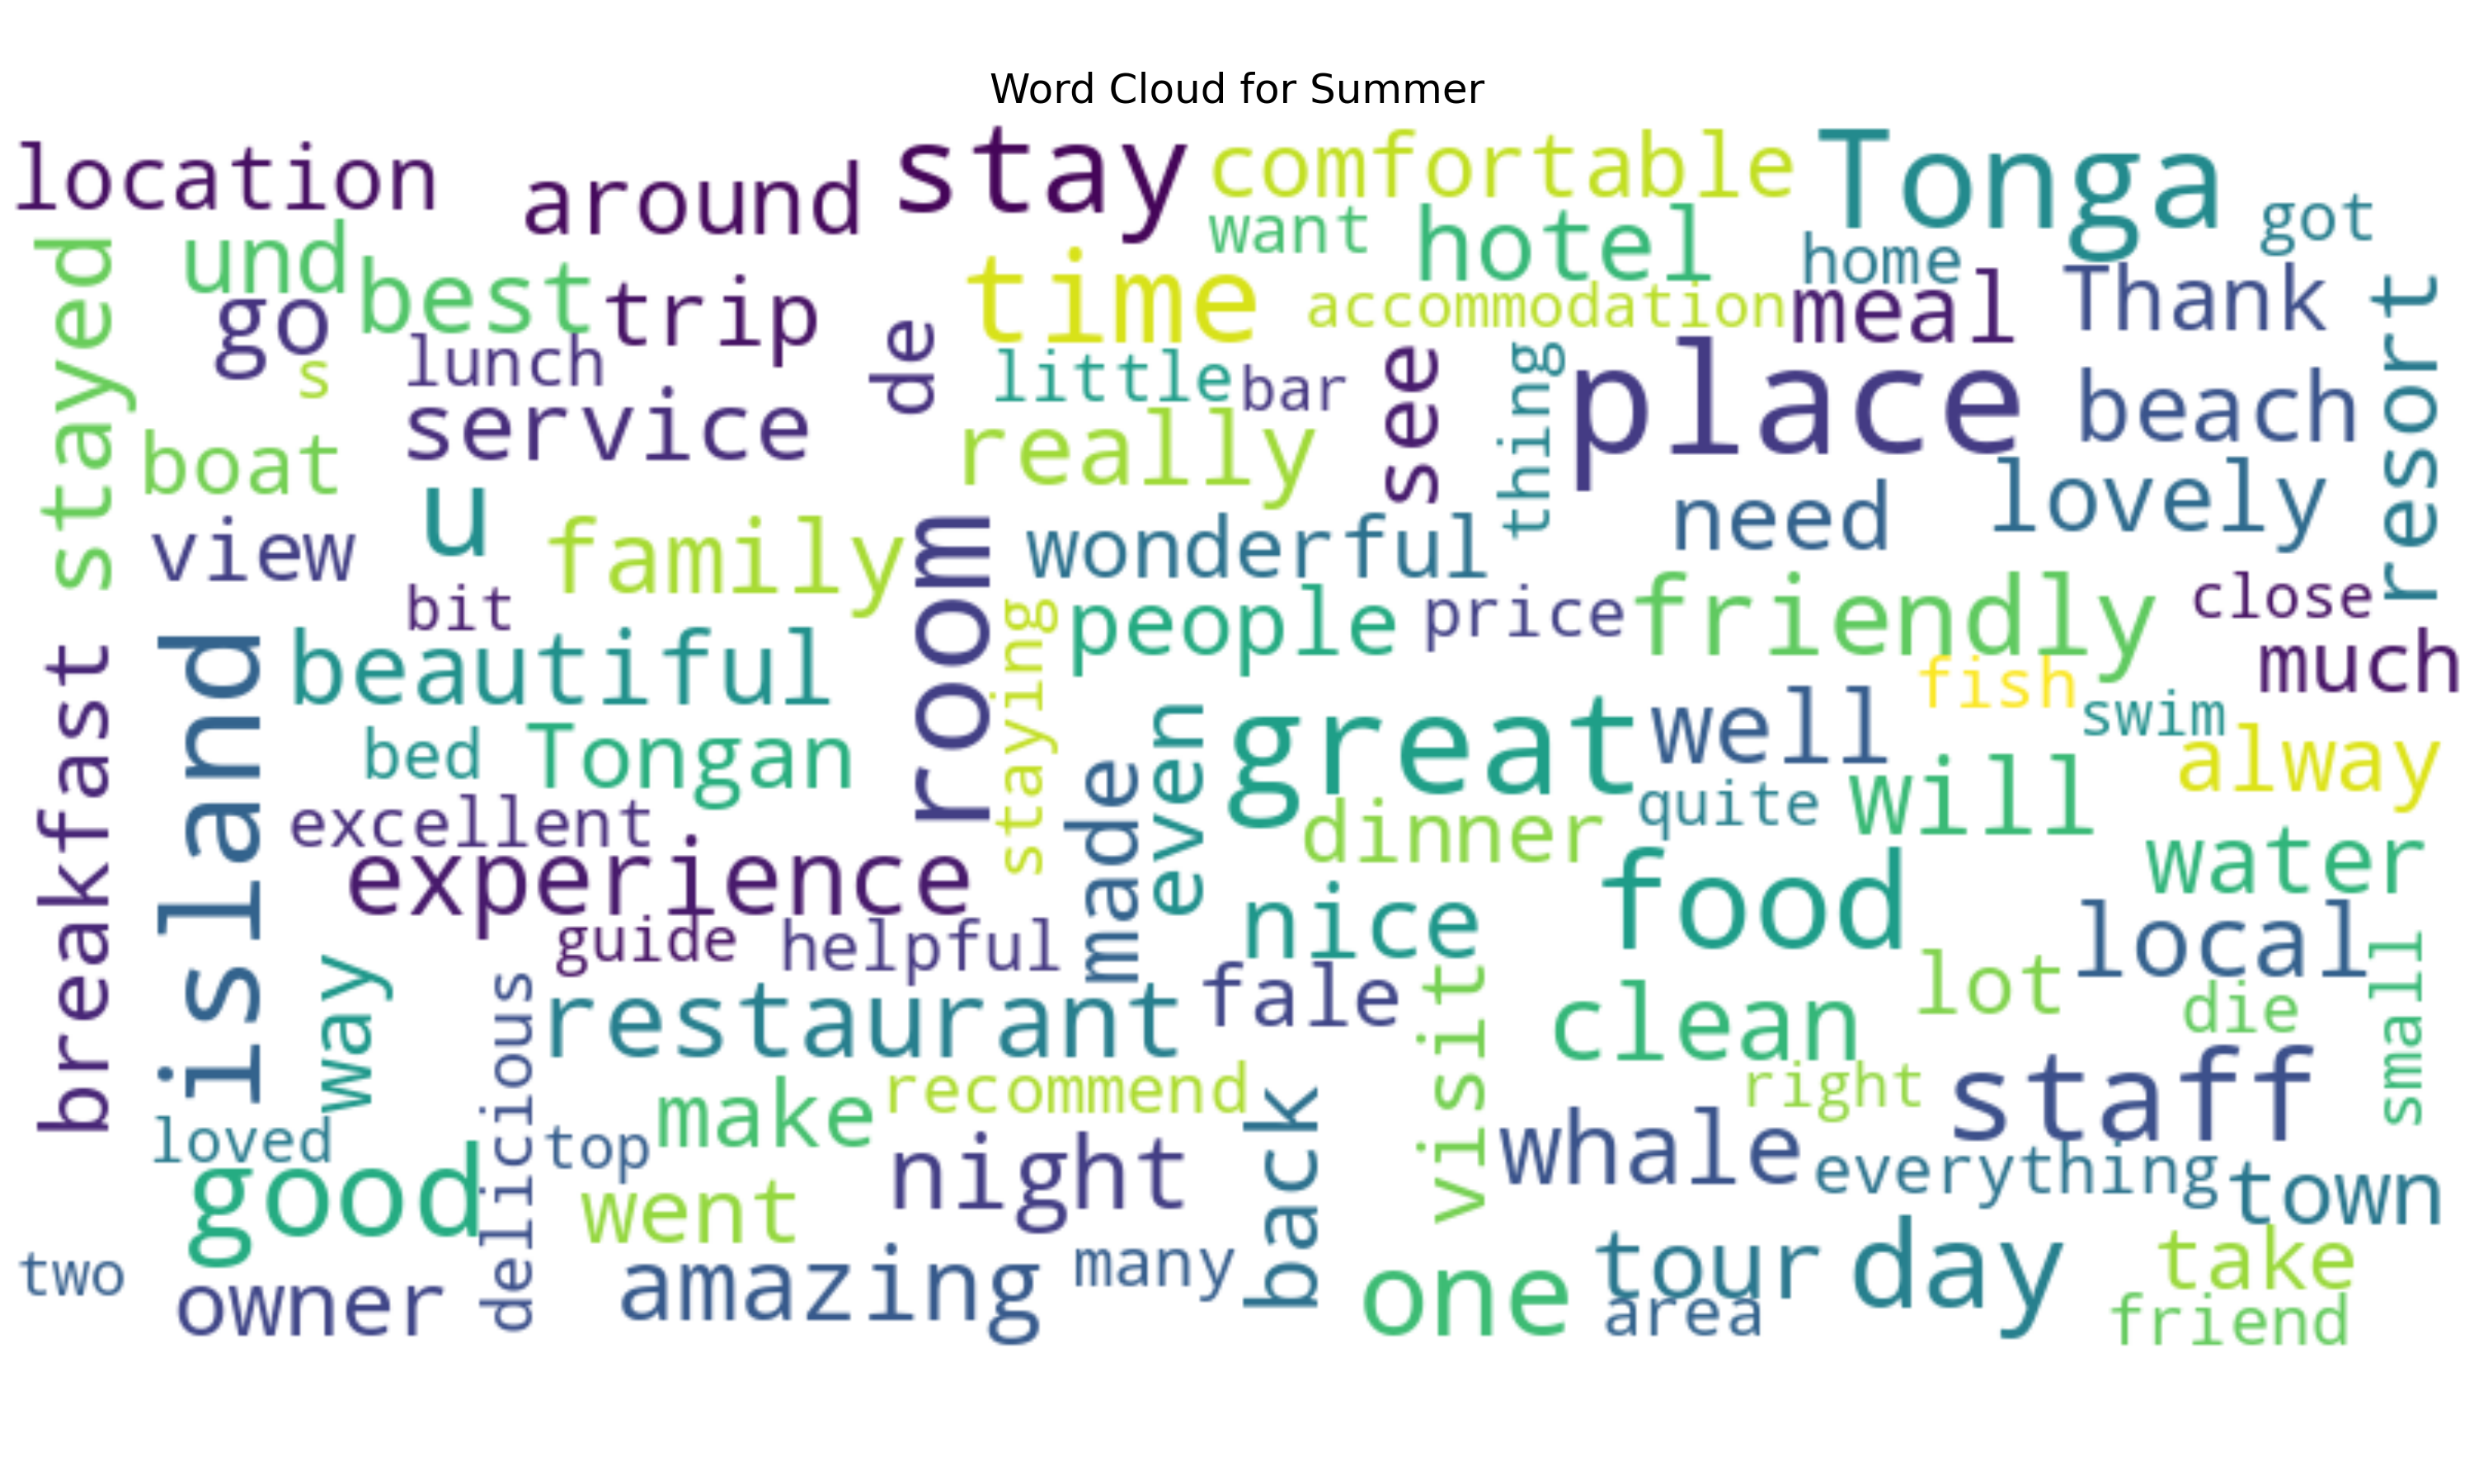 Word Cloud for Summer
location
around
stay
comfortable
Tonga
got
want
hotel
home
stayed
und
best
go
trip
time
accommodation
meal
Thank
resort
s
lunch
de
little
bar
see
thing
place
beach
service
boat
really
u
view
family
room
wonderful
need
lovely
bit
staying
people
price
friendly
close
much
breakfast
island
beautiful
fish
swim
bed
Tongan
even
great
well
alway
excellent
made
dinner
quite
will
water
experience
guide
helpful
nice
food
local
small
way
delicious
restaurant
fale
visit
clean
lot
die
loved
top
make
recommend
right
staff
good
went
night
back
whale
everything
town
two
owner
amazing
many
one
tour
day
take
area
friend